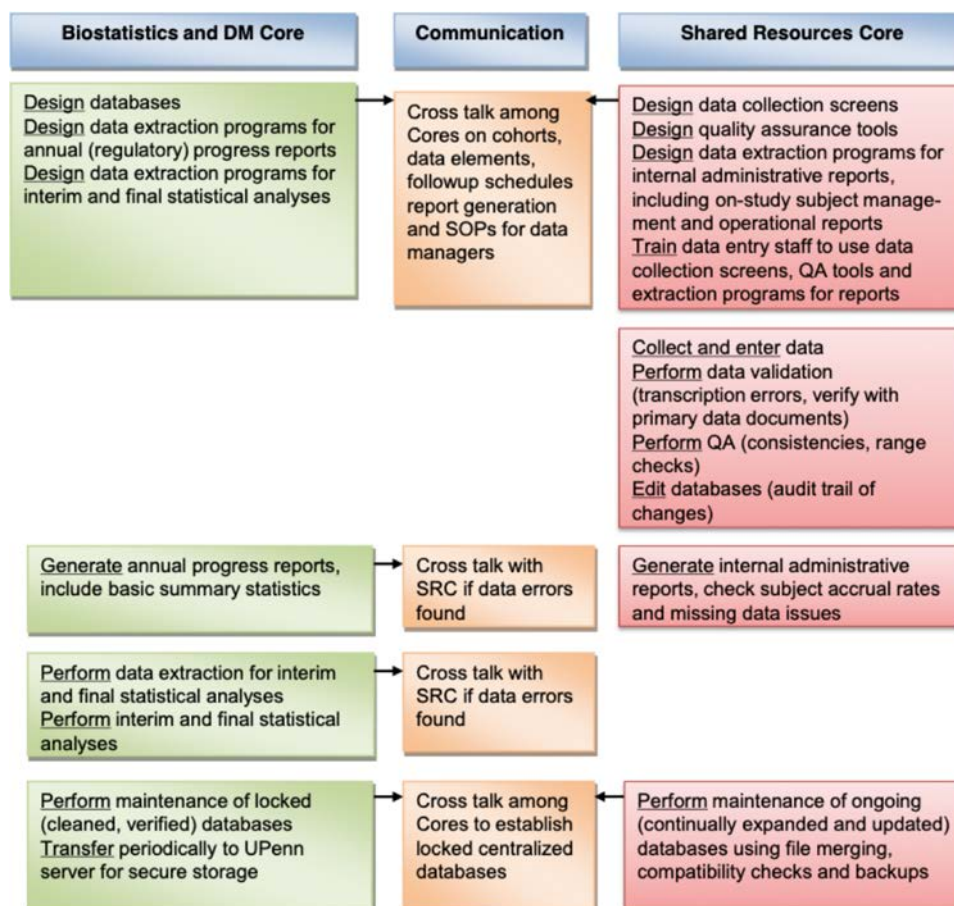 Biostatistics and DM Core
Communication
Shared Resources Core
Design databases
Design data extraction programs for
annual (regulatory) progress reports
Design data extraction programs for
interim and final statistical analyses
Cross talk among
Cores on cohorts,
data elements,
followup schedules
report generation
and SOPs for data
managers
Design data collection screens
Design quality assurance tools
Design data extraction programs for
internal administrative reports,
including on-study subject manage-
ment and operational reports
Train data entry staff to use data
collection screens, QA tools and
extraction programs for reports
Collect and enter data
Perform data validation
(transcription errors, verify with
primary data documents)
Perform QA (consistencies, range
checks)
Edit databases (audit trail of
changes)
Generate annual progress reports,
include basic summary statistics
Cross talk with
SRC if data errors
found
Generate internal administrative
reports, check subject accrual rates
and missing data issues
Perform data extraction for interim
and final statistical analyses
Perform interim and final statistical
analyses
Cross talk with
SRC if data errors
found
Perform maintenance of locked
(cleaned, verified) databases
Transfer periodically to UPenn
server for secure storage
Cross talk among
Cores to establish
locked centralized
databases
Perform maintenance of ongoing
(continually expanded and updated)
databases using file merging,
compatibility checks and backups